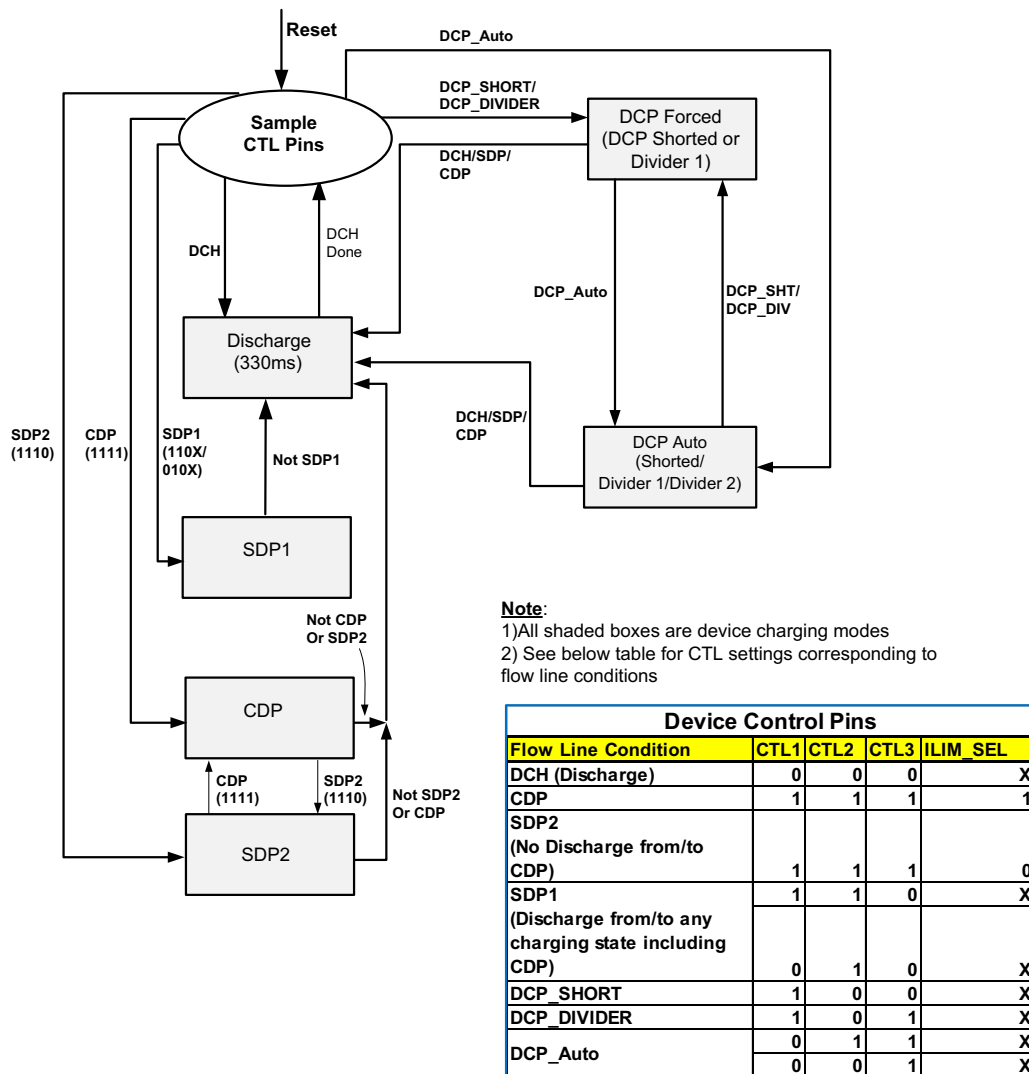 Reset
DCP_Auto
DCP_SHORT/
DCP_DIVIDER
Sample
CTL Pins
DCP Forced
(DCP Shorted or
Divider 1)
DCH/SDP/
CDP
DCH
DCH
Done
DCP_Auto
DCP_SHT/
DCP_DIV
Discharge
(330ms)
SDP2
(1110)
CDP
(1111)
SDP1
(110X/
010X)
Not SDP1
DCH/SDP/
CDP
DCP Auto
(Shorted/
Divider 1/Divider 2)
SDP1
Not CDP
Or SDP2
CDP
CDP
(1111)
SDP2
(1110)
Not SDP2
Or CDP
SDP2
Note:
1)All shaded boxes are device charging modes
2) See below table for CTL settings corresponding to
flow line conditions
Device Control Pins
Flow Line Condition CTL1 CTL2 CTL3 ILIM_SEL
DCH (Discharge) 0 0 0 X
CDP 1 1 1 1
SDP2
(No Discharge from/to
CDP) 1 1 1 0
SDP1 1 1 0 X
(Discharge from/to any
charging state including
CDP) 0 1 0 X
DCP_SHORT 1 0 0 X
DCP_DIVIDER 1 0 1 X
DCP_Auto 0 1 1 X
0 0 1 X